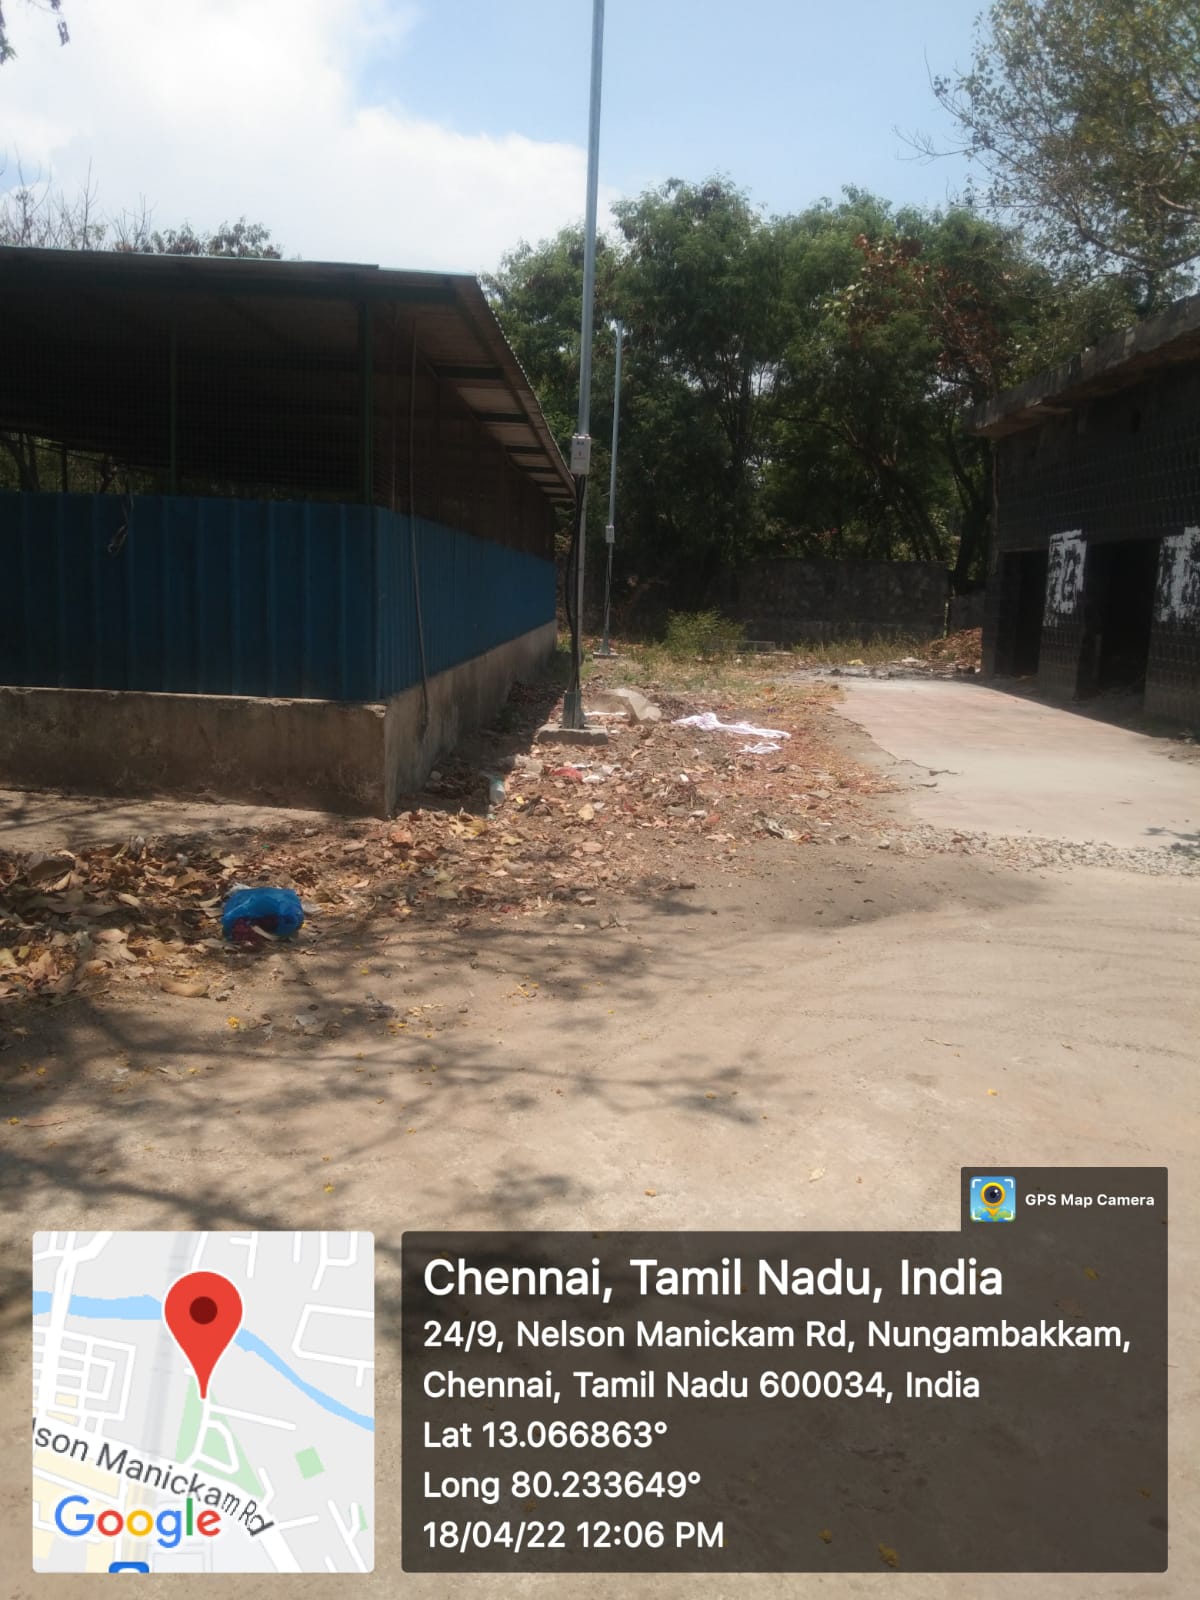 GPS Map Camera
Chennai, Tamil Nadu, India
24/9, Nelson Manickam Rd, Nungambakkam,
Chennai, Tamil Nadu 600034, India
Lat 13.066863°
Long 80.233649°
18/04/22 12:06 PM
lson Manickam Rd
Google